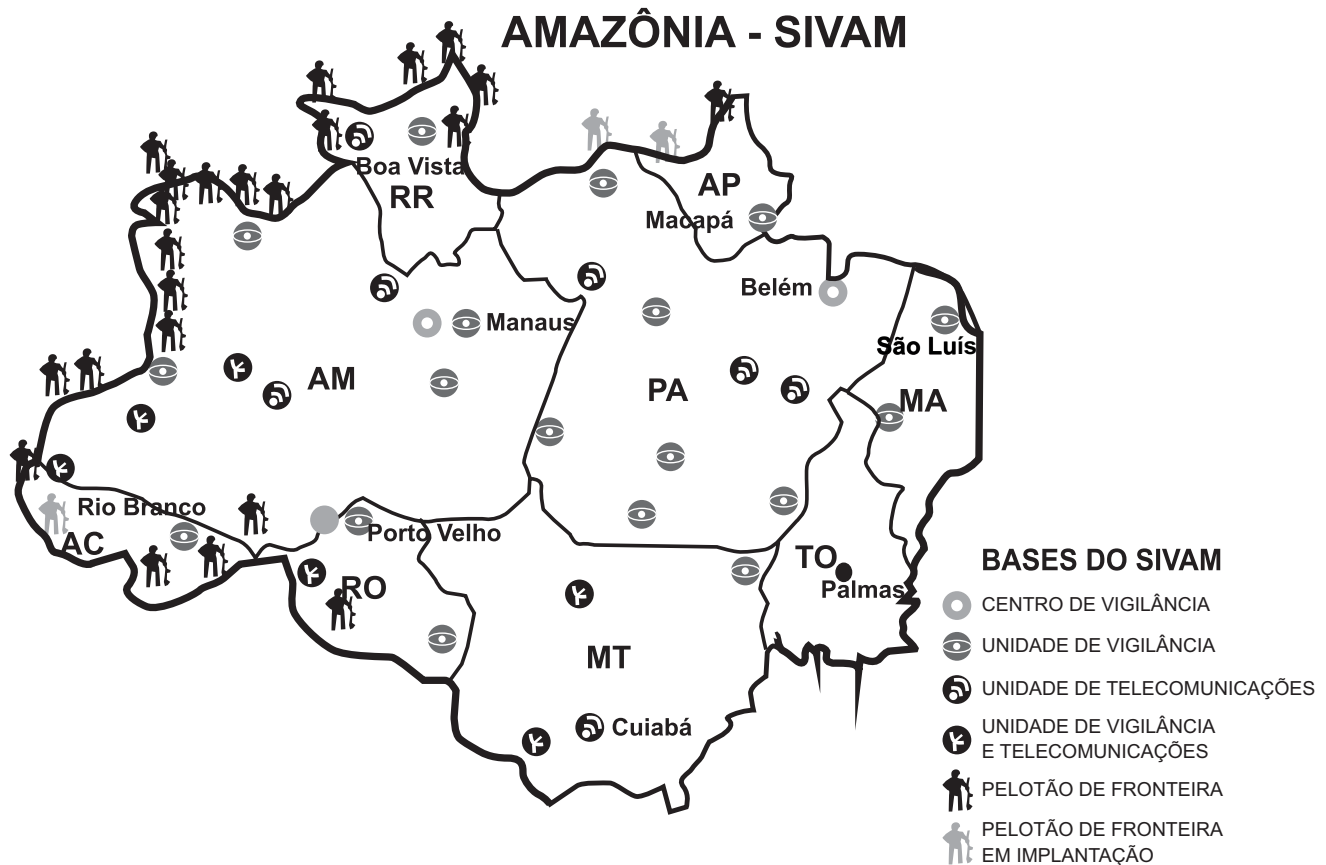 AMAZÔNIA - SIVAM
Boa Vista
RR
AP
Macapá
Belém
Manaus
São Luís
AM
PA
MA
Rio Branco
Porto Velho
AC
TO
Palmas
RO
MT
Cuiabá
BASES DO SIVAM
CENTRO DE VIGILÂNCIA
UNIDADE DE VIGILÂNCIA
UNIDADE DE TELECOMUNICAÇÕES
UNIDADE DE VIGILÂNCIA
E TELECOMUNICAÇÕES
PELOTÃO DE FRONTEIRA
PELOTÃO DE FRONTEIRA
EM IMPLANTAÇÃO